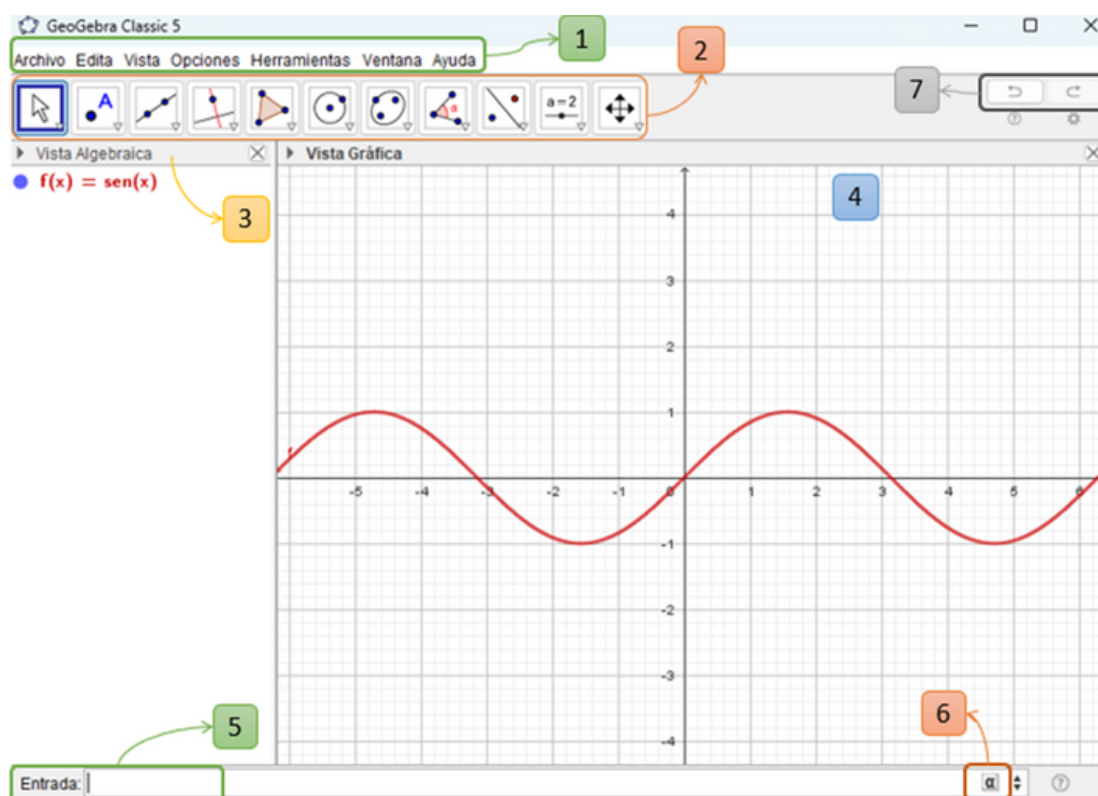 GeoGebra Classic 5
1
Archivo Edita Vista Opciones Herramientas Ventana Ayuda
2
7
A
α
a = 2
Vista Algebraica
Vista Gráfica
f(x) = sen(x)
3
4
4
3
2
1
f
-5 -4 -3 -2 -1 0 1 2 3 4 5 6
-1
-2
-3
-4
5
6
Entrada:
α